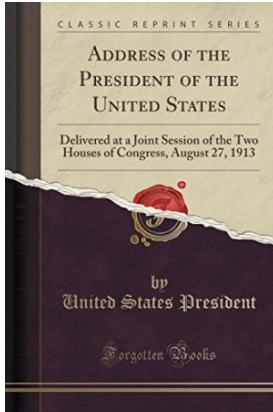 CLASSIC REPRINT SERIES
ADDRESS OF THE
PRESIDENT OF THE
UNITED STATES
Delivered at a Joint Session of the Two
Houses of Congress, August 27, 1913
by
United States President
Forgotten Books